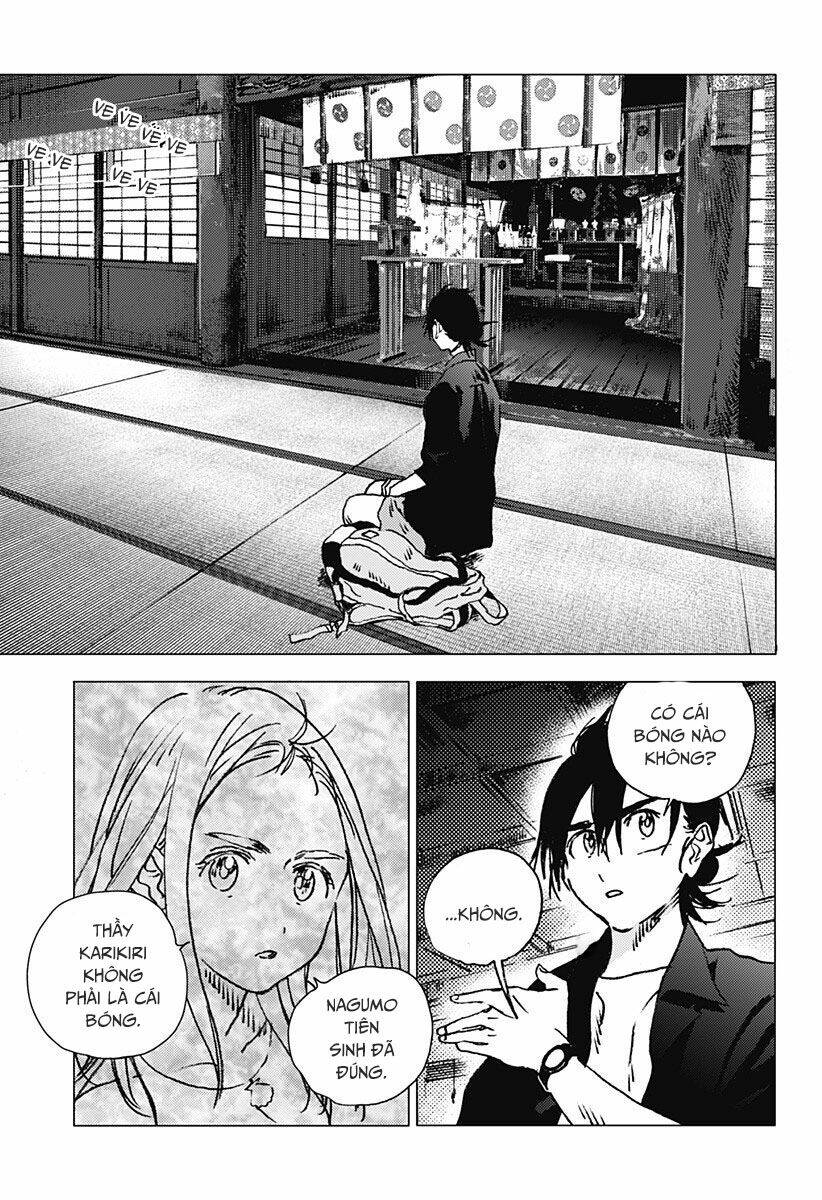 VE VE VE VE
VE VE
VE VE
CÓ CÁI
BÓNG NÀO
KHÔNG?
...KHÔNG.
NAGUMO
TIÊN
SINH ĐÃ
ĐÚNG.
THẦY
KARIKIRI
KHÔNG
PHẢI LÀ CÁI
BÓNG.